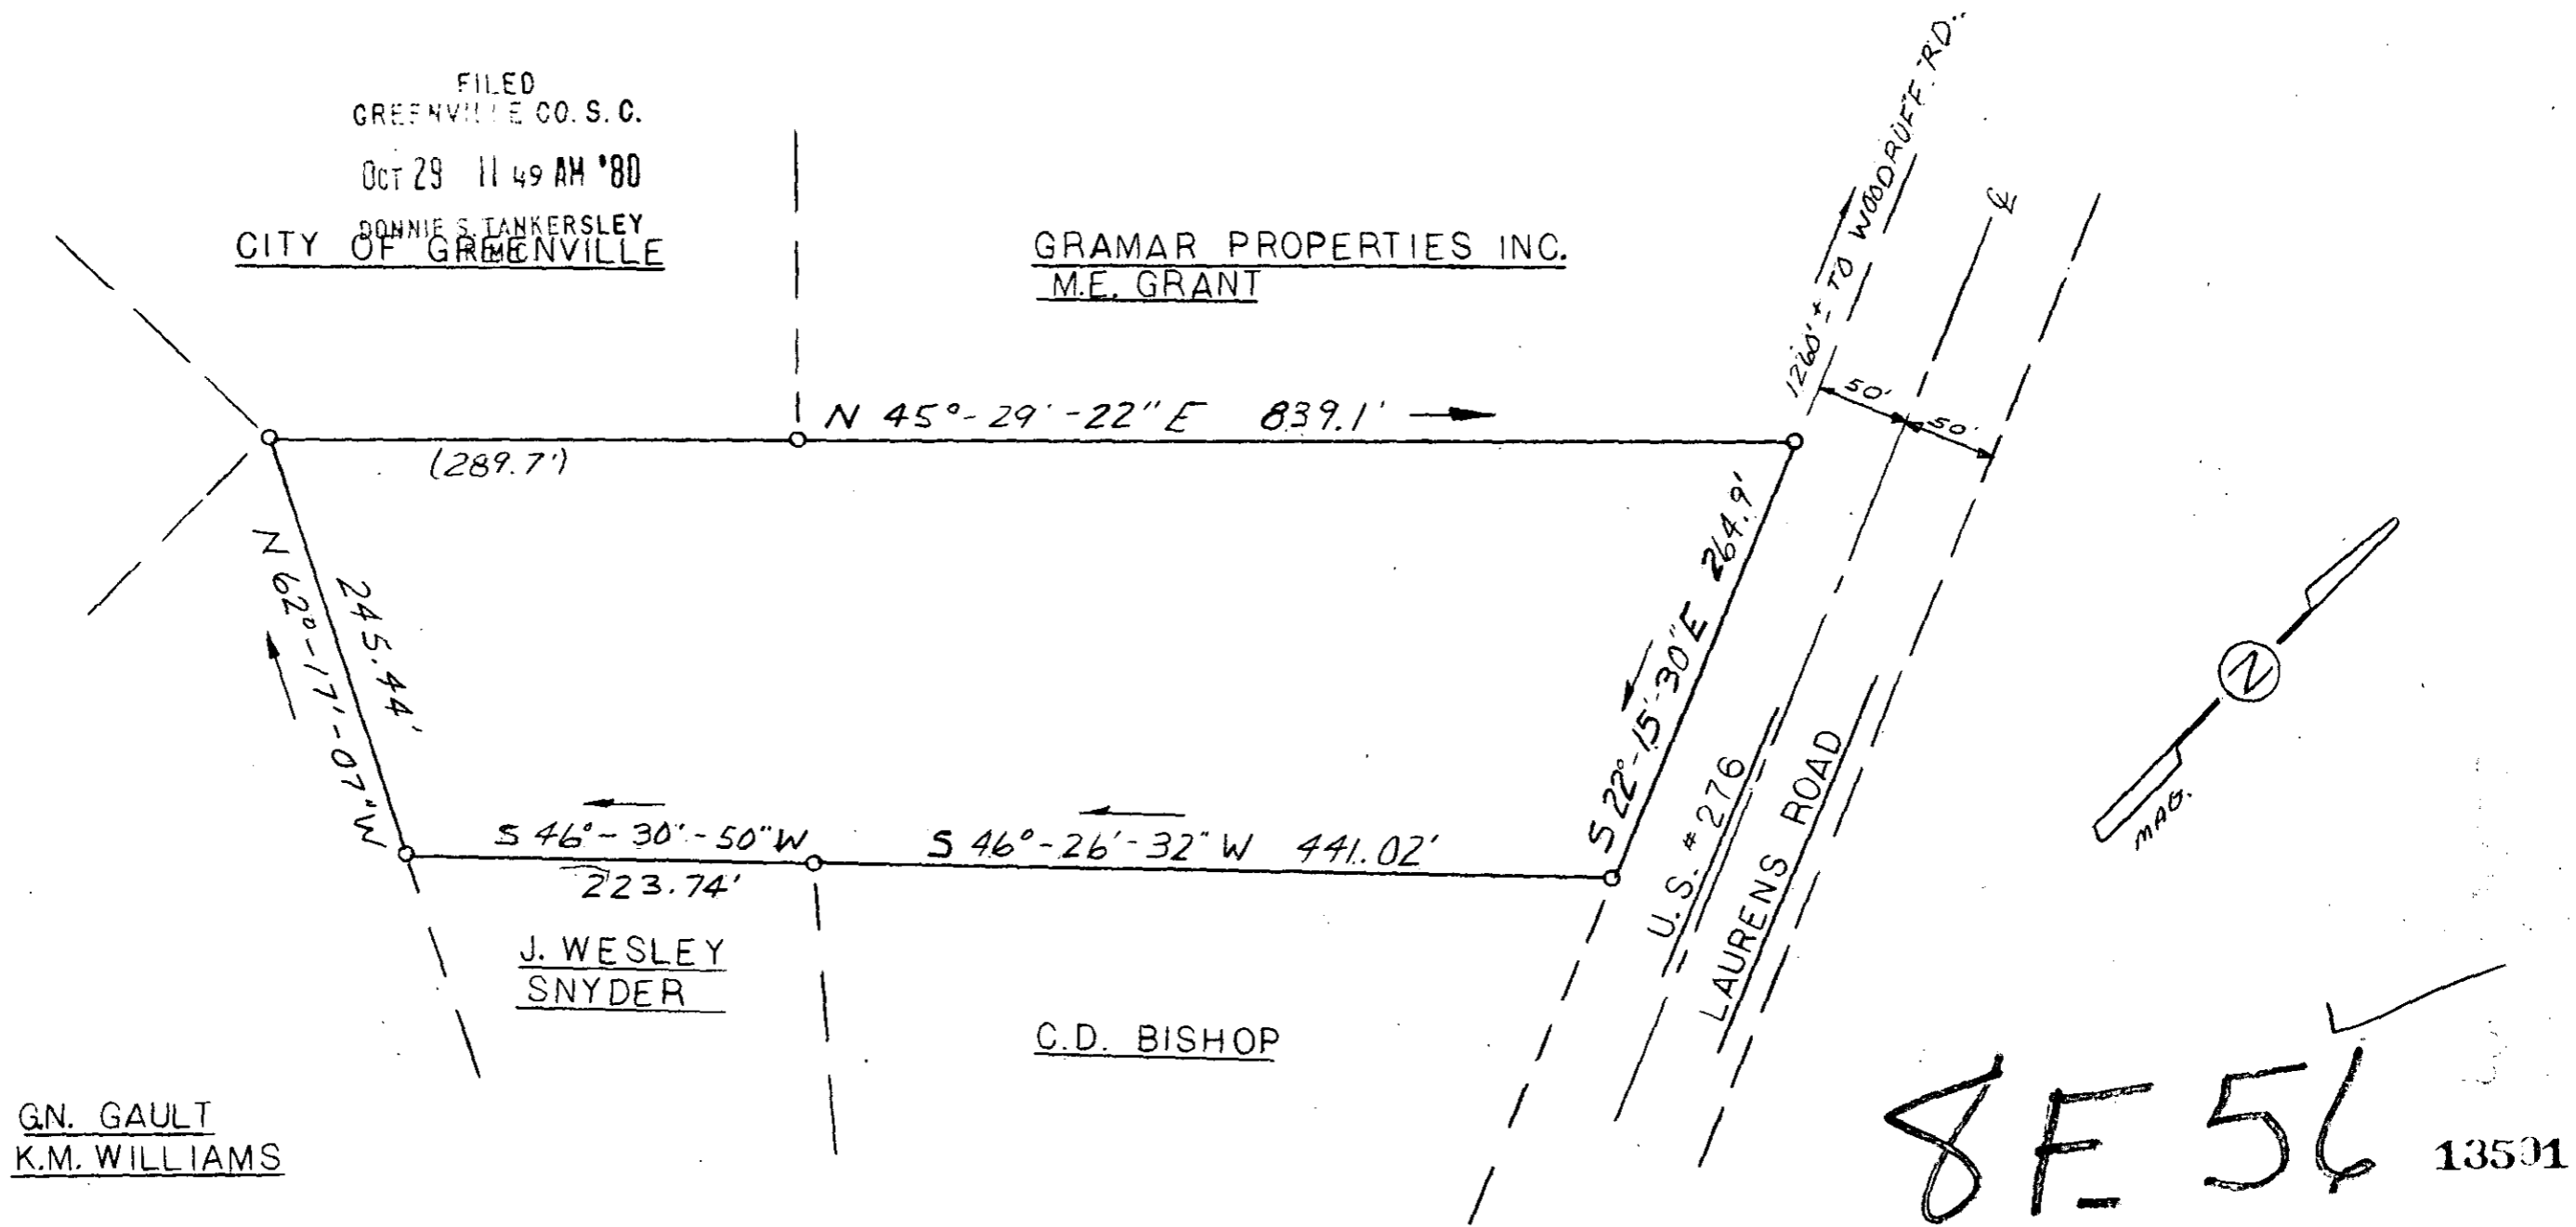 FILED
GREENVILLE CO. S. C.
OCT 29 11 49 AM '80
DONNIE S. TANKERSLEY
R.M.C
CITY OF GREENVILLE
GRAMAR PROPERTIES INC.
M.E. GRANT
1260' ± TO WOODRUFF RD.
℄
50'
50'
N 45°-29'-22" E 839.1'
(289.7')
N 62°-17'-07" W
245.44'
S 22°-15'-30" E 264.9'
S 46°-30'-50" W
223.74'
S 46°-26'-32" W 441.02'
U.S. #276
LAURENS ROAD
N
MAG.
J. WESLEY
SNYDER
C.D. BISHOP
G.N. GAULT
K.M. WILLIAMS
8E 56